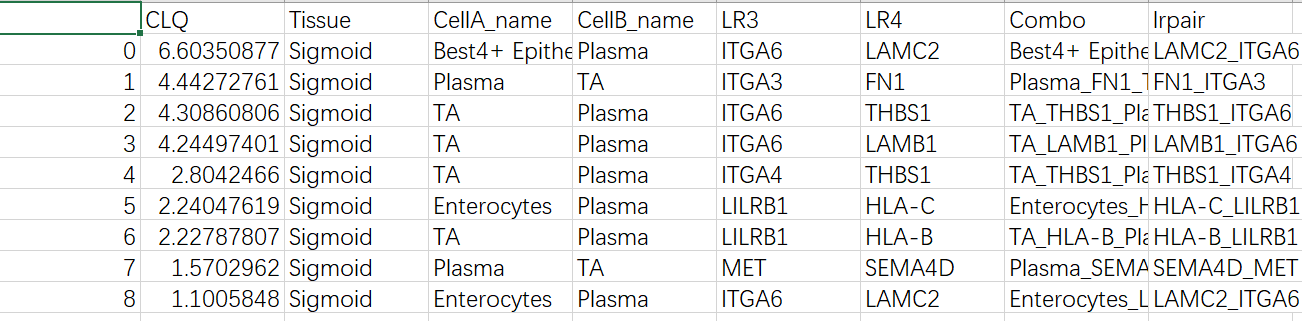 CLQ Tissue CellA_name CellB_name LR3 LR4 Combo lrpair
0 6.60350877 Sigmoid Best4+ Epithe Plasma ITGA6 LAMC2 Best4+ Epithe LAMC2_ITGA6
1 4.44272761 Sigmoid Plasma TA ITGA3 FN1 Plasma_FN1_T FN1_ITGA3
2 4.30860806 Sigmoid TA Plasma ITGA6 THBS1 TA_THBS1_Pla THBS1_ITGA6
3 4.24497401 Sigmoid TA Plasma ITGA6 LAMB1 TA_LAMB1_Pl LAMB1_ITGA6
4 2.8042466 Sigmoid TA Plasma ITGA4 THBS1 TA_THBS1_Pla THBS1_ITGA4
5 2.24047619 Sigmoid Enterocytes Plasma LILRB1 HLA-C Enterocytes_H HLA-C_LILRB1
6 2.22787807 Sigmoid TA Plasma LILRB1 HLA-B TA_HLA-B_Pla HLA-B_LILRB1
7 1.5702962 Sigmoid Plasma TA MET SEMA4D Plasma_SEMA SEMA4D_MET
8 1.1005848 Sigmoid Enterocytes Plasma ITGA6 LAMC2 Enterocytes_L LAMC2_ITGA6